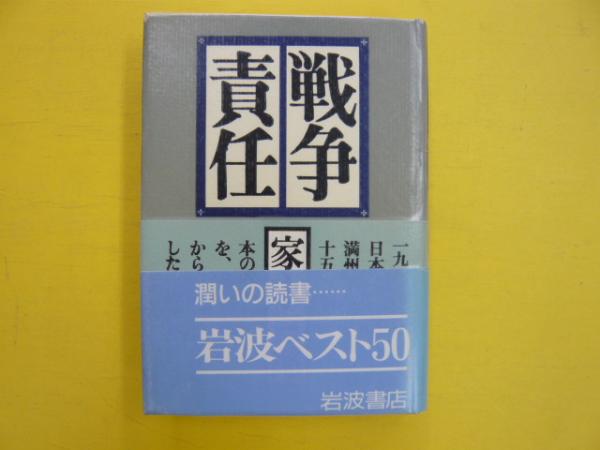 戦争
責任
家
一九
日本
満州
十五
本の
を、
から
した
潤いの読書……
岩波ベスト50
岩波書店